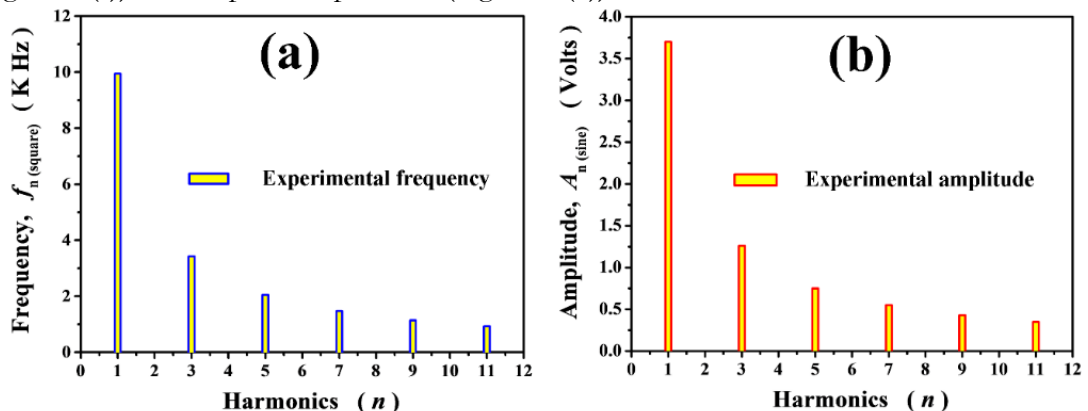 (a)
Frequency, f n (square) ( K Hz )
12
10
8
6
4
2
0
Experimental frequency
0 1 2 3 4 5 6 7 8 9 10 11 12
Harmonics ( n )
(b)
Amplitude, A n (sine) ( Volts )
4.0
3.5
3.0
2.5
2.0
1.5
1.0
0.5
0.0
Experimental amplitude
0 1 2 3 4 5 6 7 8 9 10 11 12
Harmonics ( n )